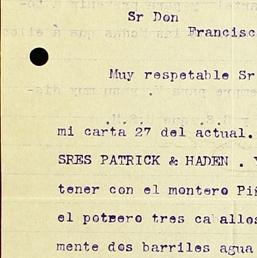 Sr Don
Francisc
Muy respetable Sr
mi carta 27 del actual.
SRES PATRICK & HADEN . Y
tener con el montero Piñ
el potrero tres caballos
mente dos barriles agua